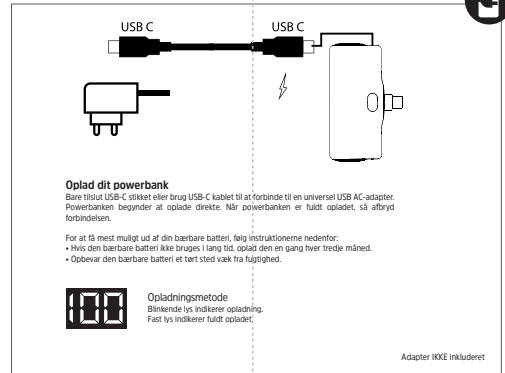 USB C
USB C
Oplad dit powerbank
Bare tilslut USB-C stikket eller brug USB-C kablet til at forbinde til en universel USB AC-adapter.
Powerbanken begynder at oplade direkte. Når powerbanken er fuldt opladet, så afbryd
forbindelsen.
For at få mest muligt ud af din bærbare batteri, følg instruktionerne nedenfor:
• Hvis den bærbare batteri ikke bruges i lang tid, oplad den en gang hver tredje måned.
• Opbevar den bærbare batteri et tørt sted væk fra fugtighed.
100
Opladningsmetode
Blinkende lys indikerer opladning.
Fast lys indikerer fuldt opladet.
Adapter IKKE inkluderet